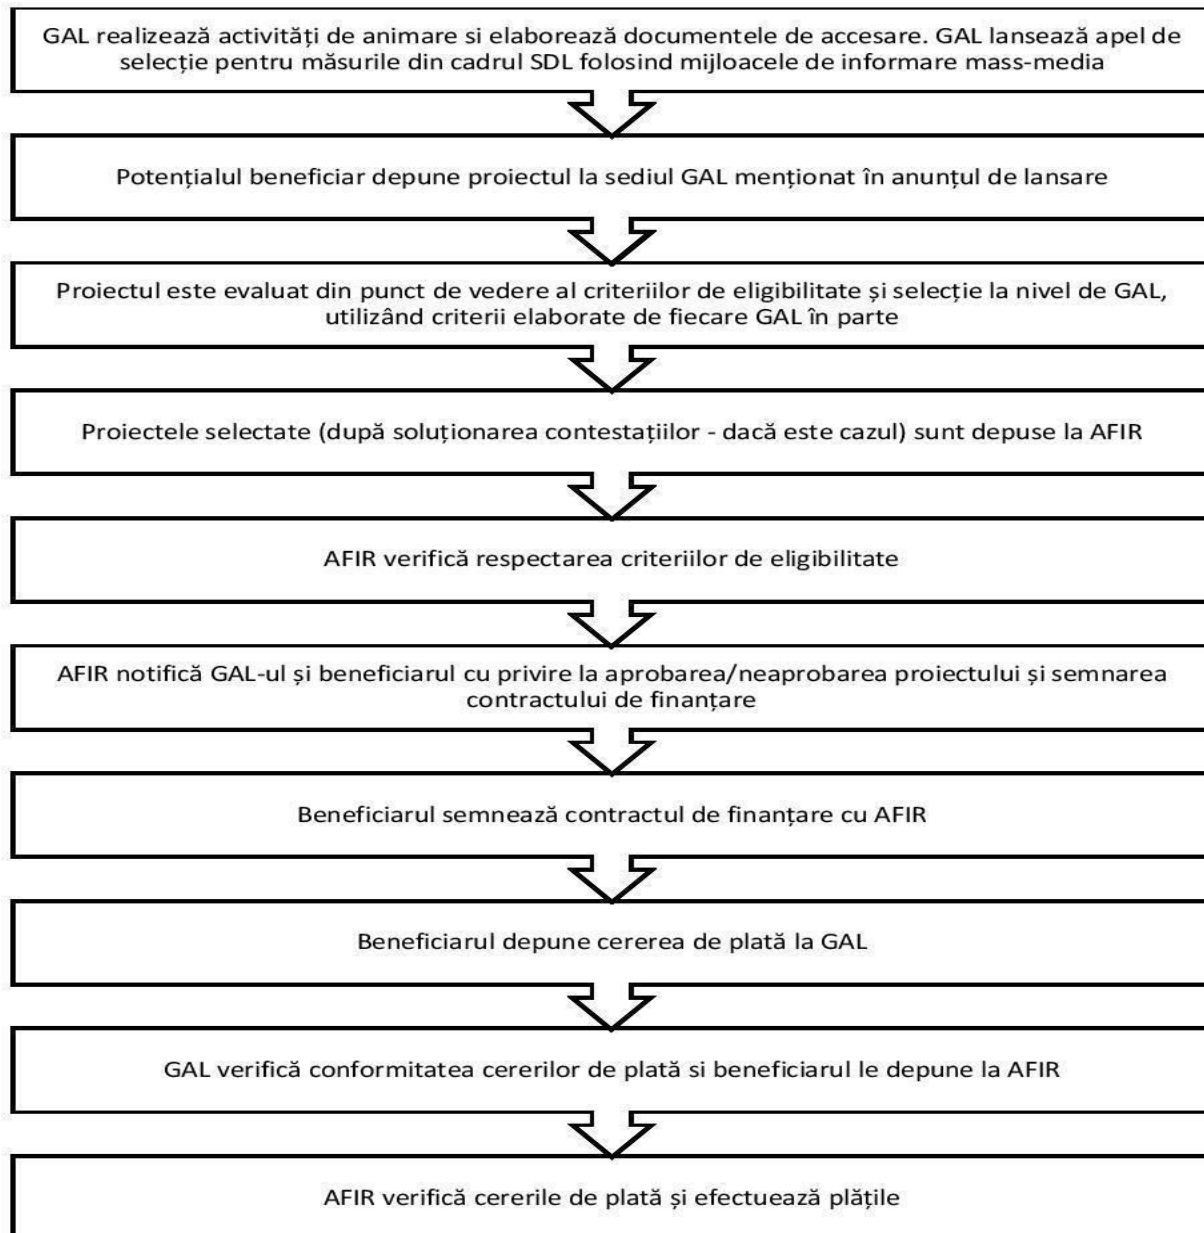 GAL realizează activități de animare si elaborează documentele de accesare. GAL lansează apel de
selecție pentru măsurile din cadrul SDL folosind mijloacele de informare mass-media
Potențialul beneficiar depune proiectul la sediul GAL menționat în anunțul de lansare
Proiectul este evaluat din punct de vedere al criteriilor de eligibilitate și selecție la nivel de GAL,
utilizând criterii elaborate de fiecare GAL în parte
Proiectele selectate (după soluționarea contestațiilor - dacă este cazul) sunt depuse la AFIR
AFIR verifică respectarea criteriilor de eligibilitate
AFIR notifică GAL-ul și beneficiarul cu privire la aprobarea/neaprobarea proiectului și semnarea
contractului de finanțare
Beneficiarul semnează contractul de finanțare cu AFIR
Beneficiarul depune cererea de plată la GAL
GAL verifică conformitatea cererilor de plată si beneficiarul le depune la AFIR
AFIR verifică cererile de plată și efectuează plățile